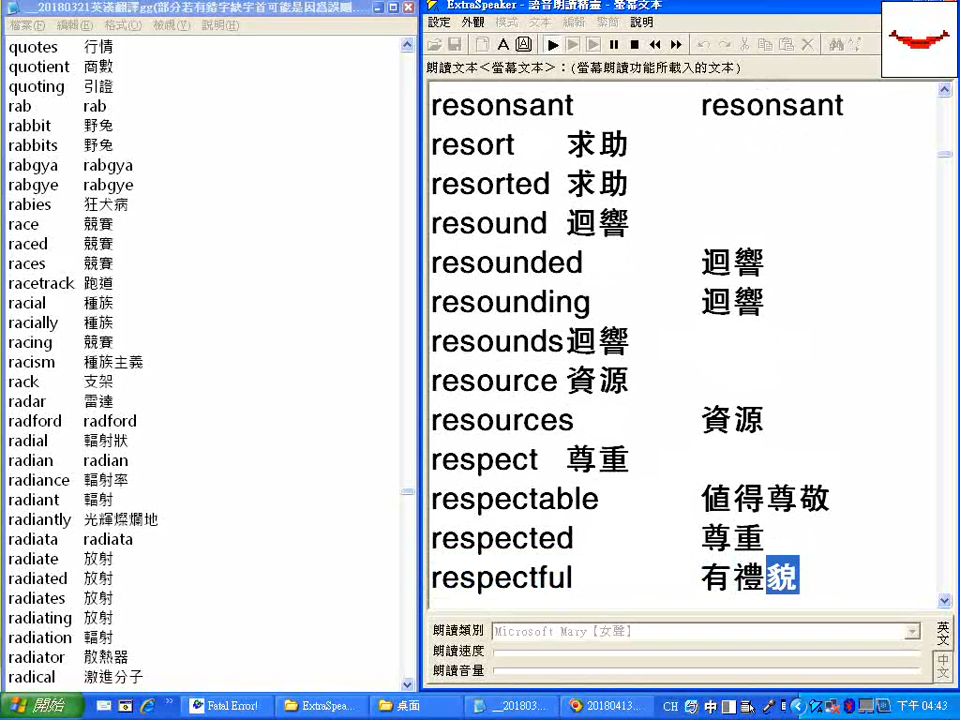 __20180321英漢翻譯gg(部分若有錯字缺字首可能是因為誤刪...
檔案(F) 編輯(E) 格式(O) 檢視(V) 說明(H)
quotes 行情
quotient 商數
quoting 引證
rab rab
rabbit 野兔
rabbits 野兔
rabgya rabgya
rabgye rabgye
rabies 狂犬病
race 競賽
raced 競賽
races 競賽
racetrack 跑道
racial 種族
racially 種族
racing 競賽
racism 種族主義
rack 支架
radar 雷達
radford radford
radial 輻射狀
radian radian
radiance 輻射率
radiant 輻射
radiantly 光輝燦爛地
radiata radiata
radiate 放射
radiated 放射
radiates 放射
radiating 放射
radiation 輻射
radiator 散熱器
radical 激進分子
ExtraSpeaker - 語音朗讀精靈 - 螢幕文本
設定 外觀 模式 文本 編輯 繁簡 說明
朗讀文本<螢幕文本>：(螢幕朗讀功能所載入的文本)
resonsant resonsant
resort 求助
resorted 求助
resound 迴響
resounded 迴響
resounding 迴響
resounds迴響
resource 資源
resources 資源
respect 尊重
respectable 值得尊敬
respected 尊重
respectful 有禮貌
朗讀類別 Microsoft Mary【女聲】
朗讀速度
朗讀音量
英文
中文
開始 Fatal Error! ExtraSpea... 桌面 __201803... 20180413... CH 中 下午 04:43